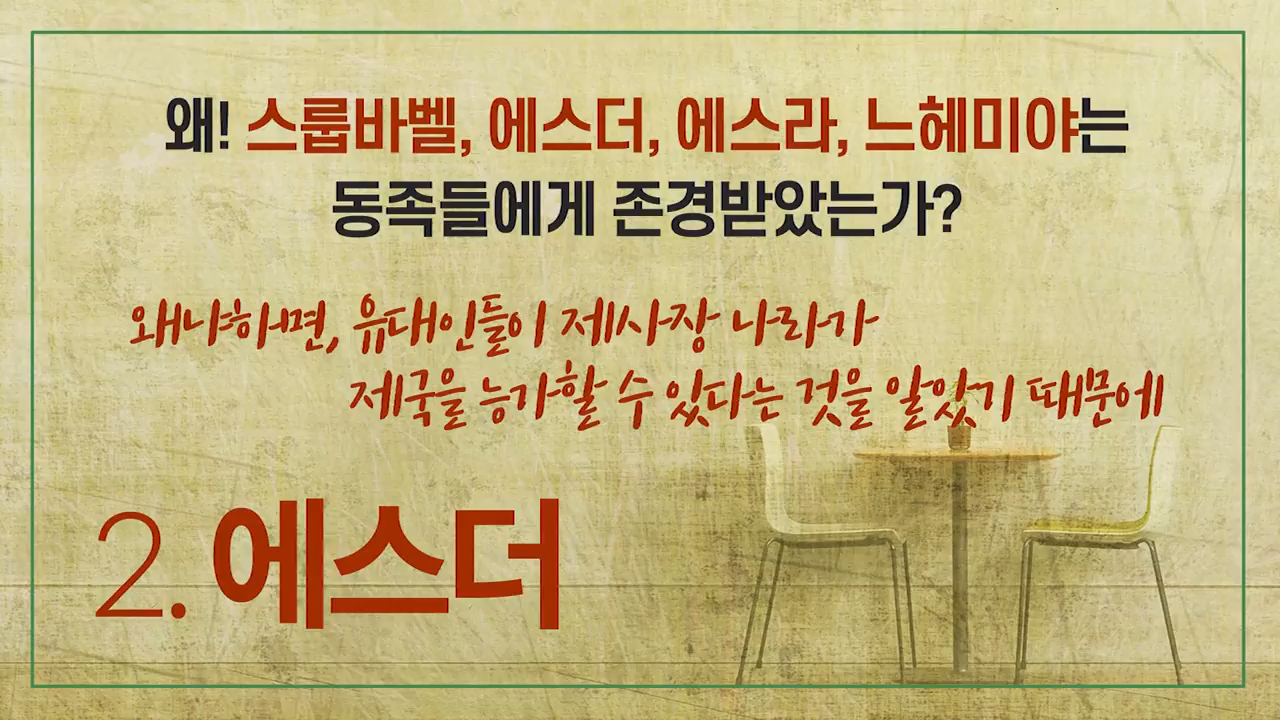 왜! 스룹바벨, 에스더, 에스라, 느헤미야는
동족들에게 존경받았는가?
왜냐하면, 유대인들이 제사장 나라가
제국을 능가할 수 있다는 것을 알았기 때문에
2. 에스더